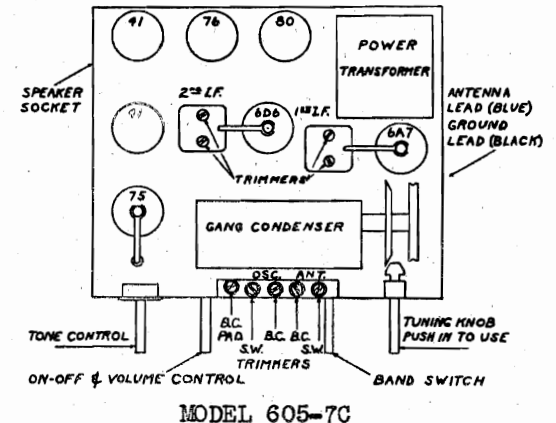 41
76
80
POWER
TRANSFORMER
SPEAKER
SOCKET
2ND I.F.
6D6
1ST I.F.
6A7
ANTENNA
LEAD (BLUE)
GROUND
LEAD (BLACK)
TRIMMERS
75
GANG CONDENSER
OSC. ANT.
TONE CONTROL
B.C.
PAD
S.W.
B.C.
B.C.
S.W.
TRIMMERS
TUNING KNOB
PUSH IN TO USE
ON-OFF & VOLUME CONTROL
BAND SWITCH
MODEL 605-7C